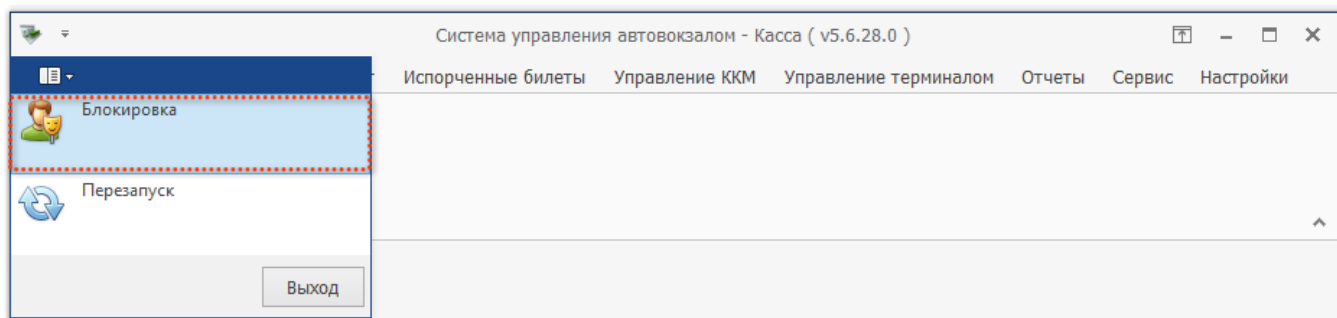 Система управления автовокзалом - Касса ( v5.6.28.0 )
Испорченные билеты Управление ККМ Управление терминалом Отчеты Сервис Настройки
Блокировка
Перезапуск
Выход